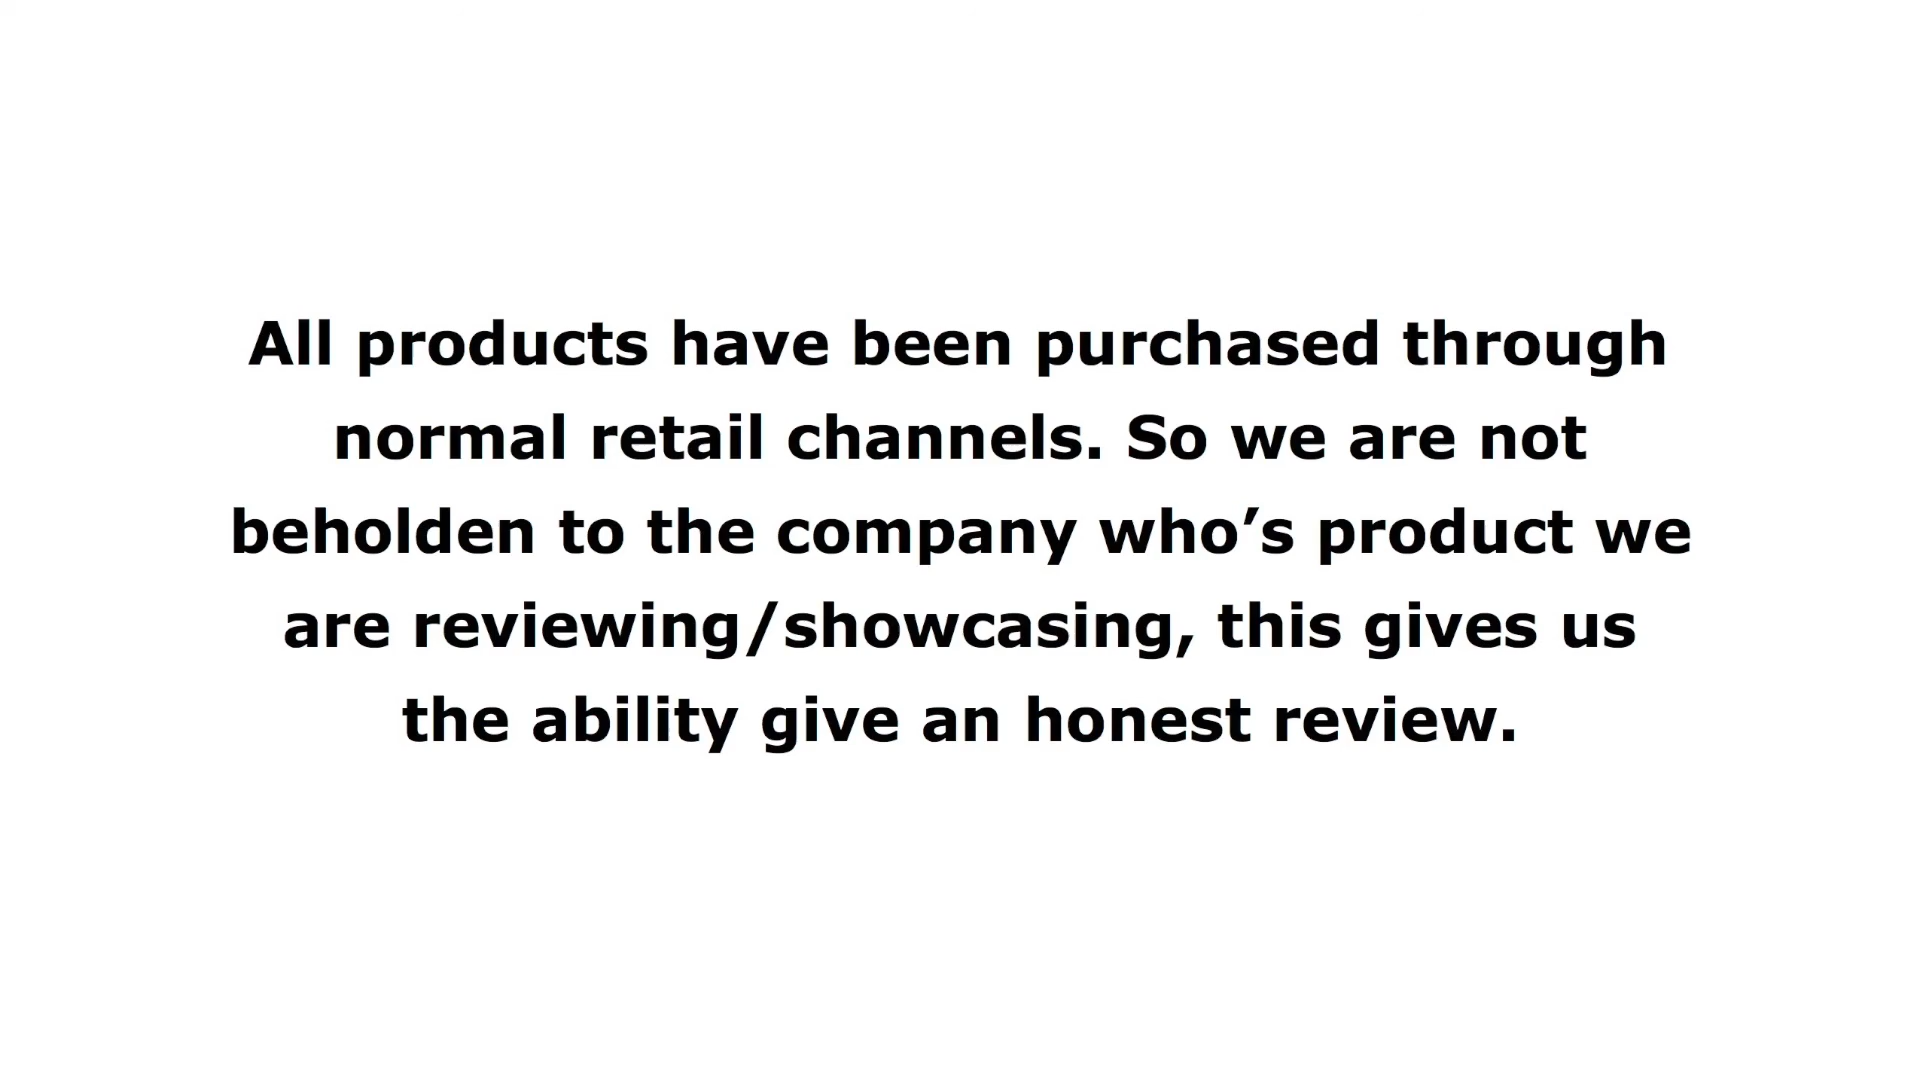 All products have been purchased through
normal retail channels. So we are not
beholden to the company who’s product we
are reviewing/showcasing, this gives us
the ability give an honest review.